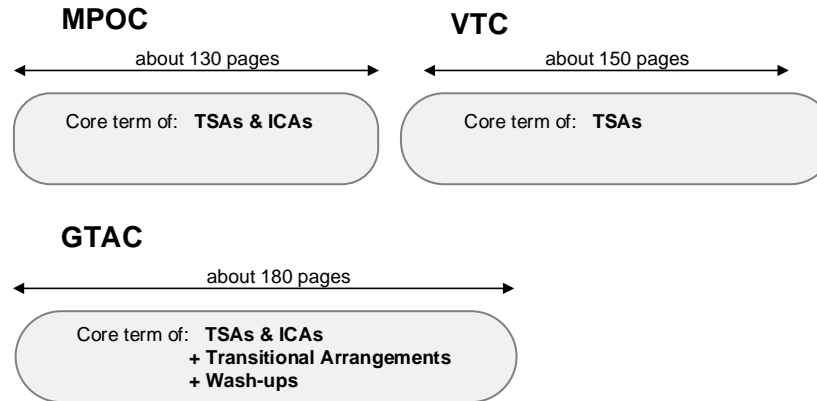 MPOC
about 130 pages
Core term of: TSAs & ICAs
VTC
about 150 pages
Core term of: TSAs
GTAC
about 180 pages
Core term of: TSAs & ICAs
+ Transitional Arrangements
+ Wash-ups